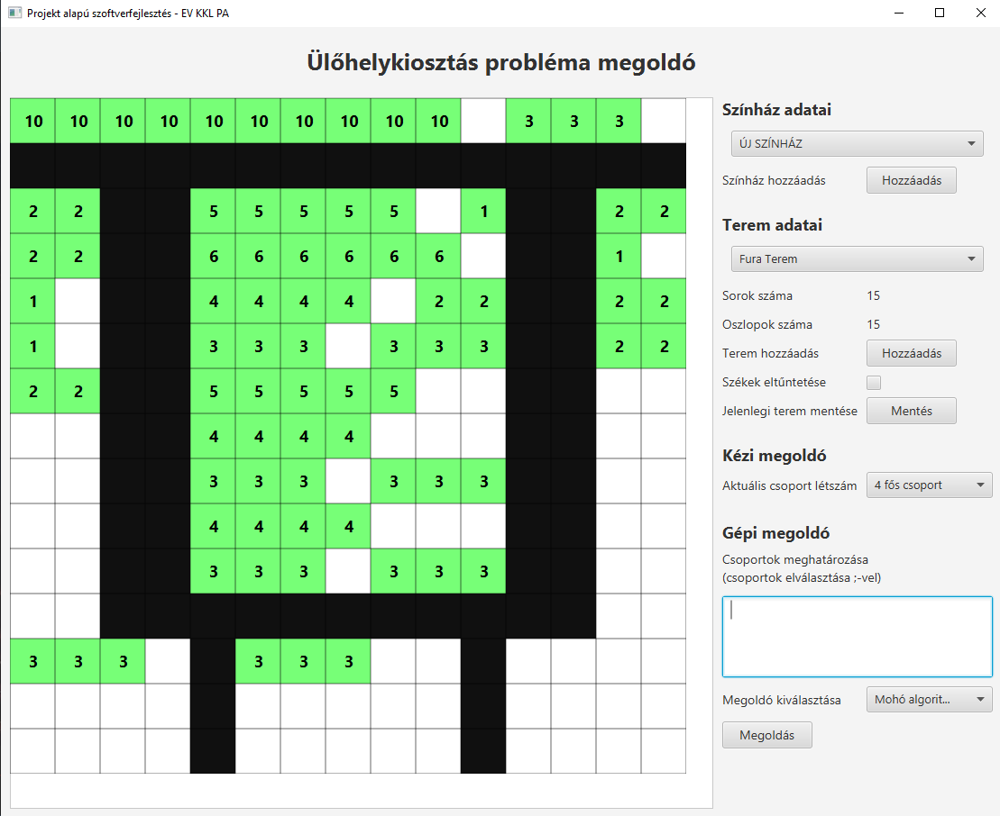 Projekt alapú szoftverfejlesztés - EV KKL PA
Ülőhelykiosztás probléma megoldó
10 10 10 10 10 10 10 10 10 10 3 3 3
2 2 5 5 5 5 5 1 2 2
2 2 6 6 6 6 6 6 1
1 4 4 4 4 2 2 2 2
1 3 3 3 3 3 3 2 2
2 2 5 5 5 5 5
4 4 4 4
3 3 3 3 3 3
4 4 4 4
3 3 3 3 3 3
3 3 3 3 3 3
Színház adatai
ÚJ SZÍNHÁZ
Színház hozzáadás Hozzáadás
Terem adatai
Fura Terem
Sorok száma 15
Oszlopok száma 15
Terem hozzáadás Hozzáadás
Székek eltűntetése
Jelenlegi terem mentése Mentés
Kézi megoldó
Aktuális csoport létszám 4 fős csoport
Gépi megoldó
Csoportok meghatározása
(csoportok elválasztása ;-vel)
Megoldó kiválasztása Mohó algorit...
Megoldás